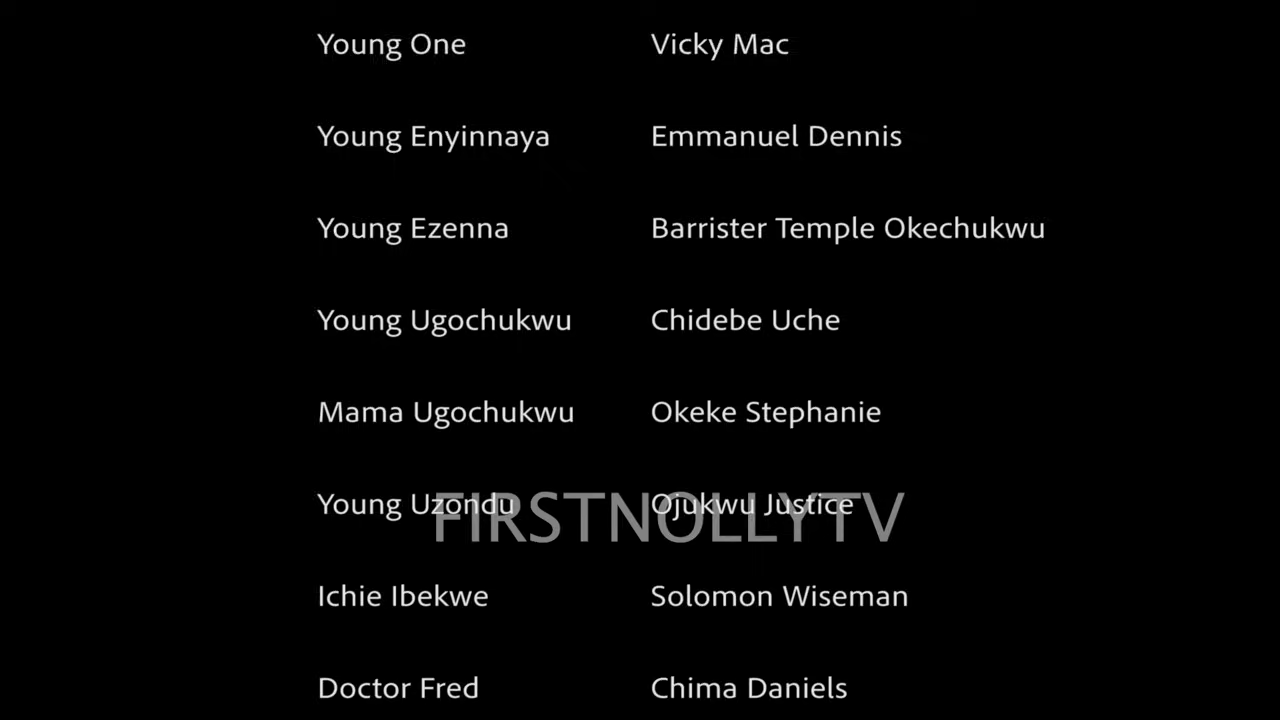 Young One Vicky Mac
Young Enyinnaya Emmanuel Dennis
Young Ezenna Barrister Temple Okechukwu
Young Ugochukwu Chidebe Uche
Mama Ugochukwu Okeke Stephanie
Young Uzondu Ojukwu Justice
FIRSTNOLLYTV
Ichie Ibekwe Solomon Wiseman
Doctor Fred Chima Daniels